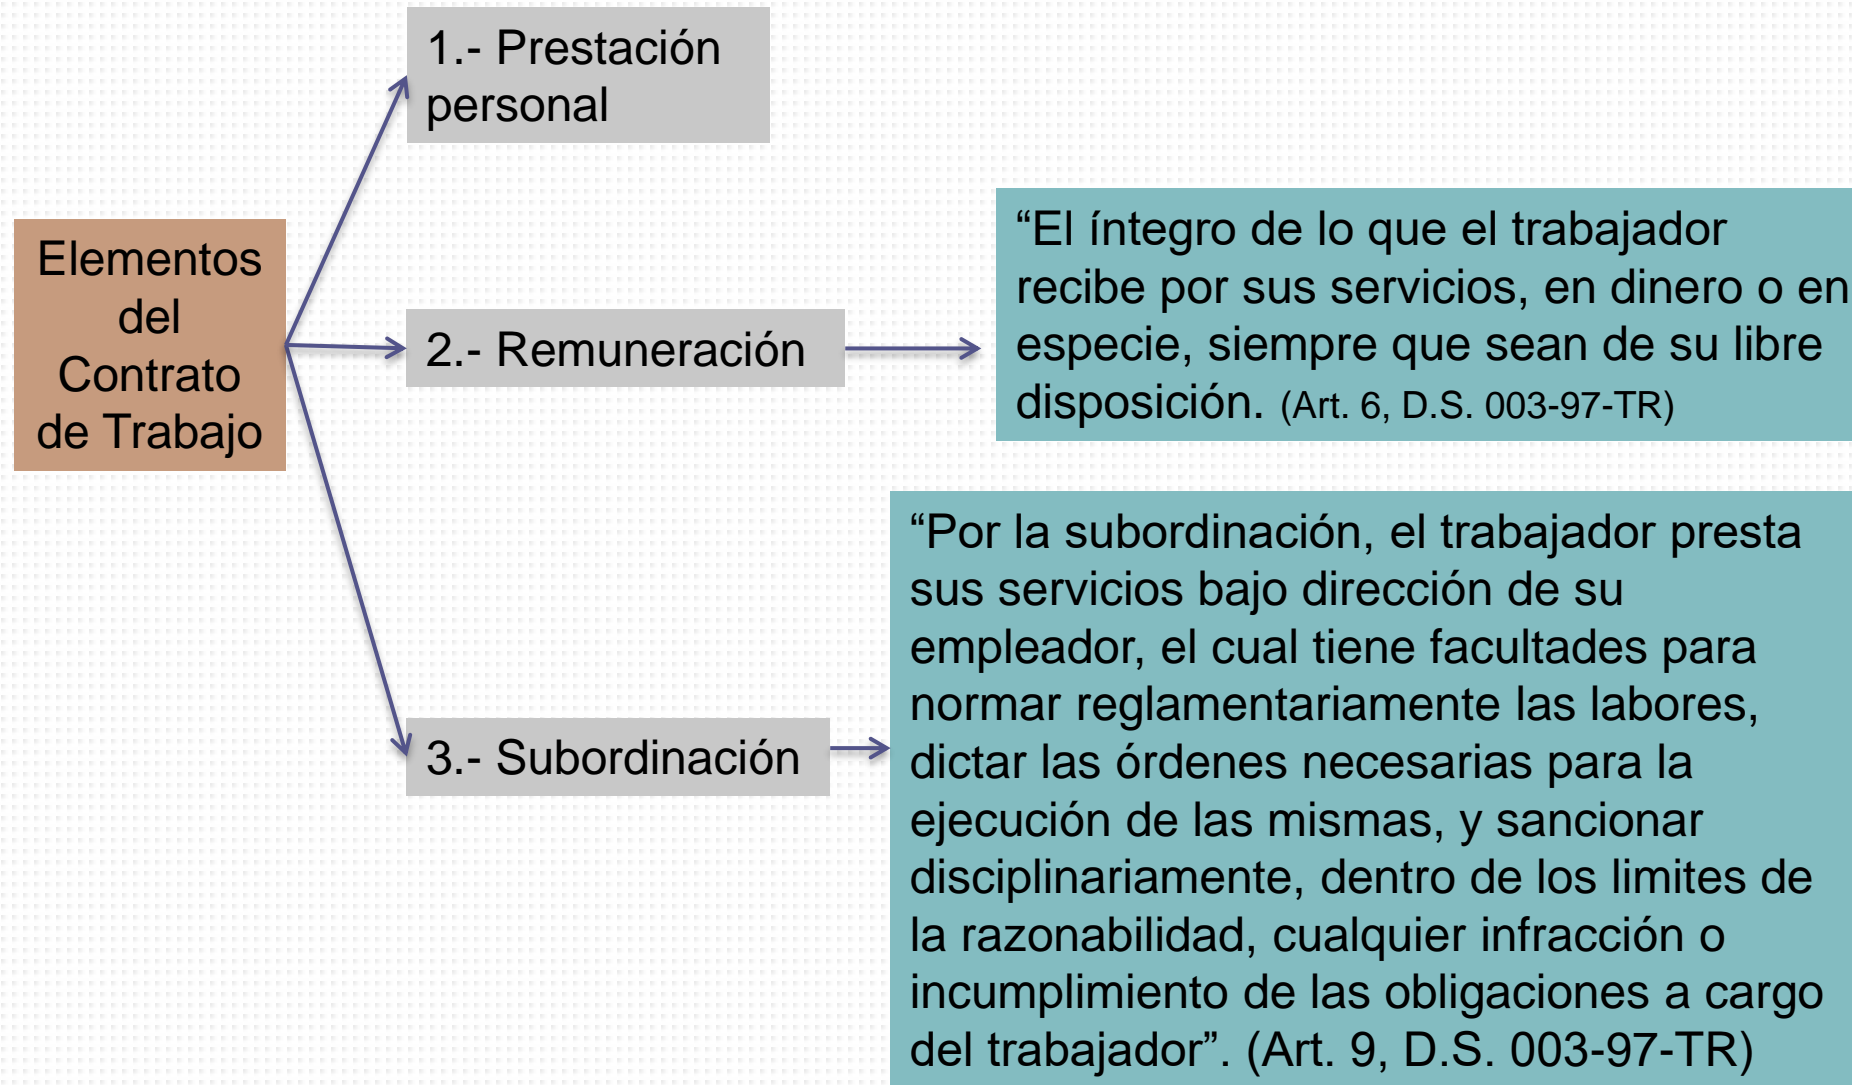 1.- Prestación
personal
Elementos
del
Contrato
de Trabajo
2.- Remuneración
“El íntegro de lo que el trabajador
recibe por sus servicios, en dinero o en
especie, siempre que sean de su libre
disposición. (Art. 6, D.S. 003-97-TR)
3.- Subordinación
“Por la subordinación, el trabajador presta
sus servicios bajo dirección de su
empleador, el cual tiene facultades para
normar reglamentariamente las labores,
dictar las órdenes necesarias para la
ejecución de las mismas, y sancionar
disciplinariamente, dentro de los limites de
la razonabilidad, cualquier infracción o
incumplimiento de las obligaciones a cargo
del trabajador”. (Art. 9, D.S. 003-97-TR)